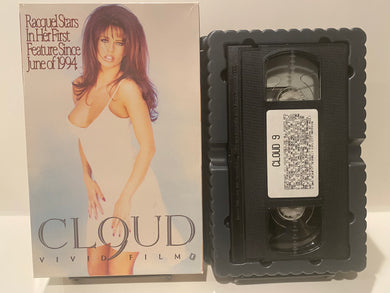 Racquel Stars
In Her First
Feature Since
June of 1994
CLOUD
9
VIVID FILM
CLOUD 9